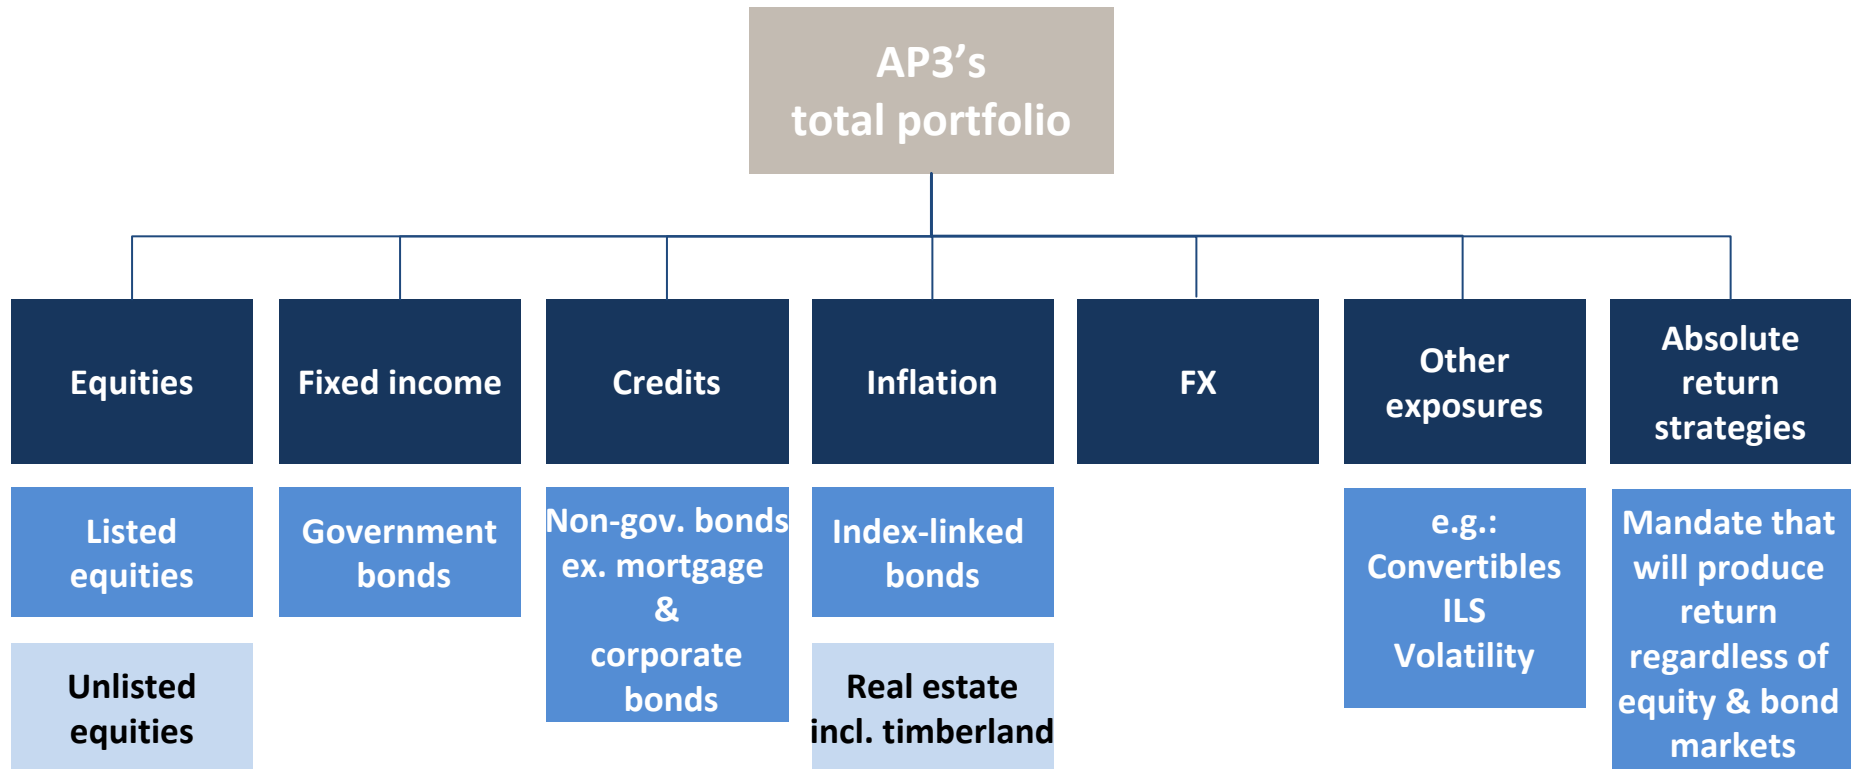 AP3’s
total portfolio
Equities
Fixed income
Credits
Inflation
FX
Other
exposures
Absolute
return
strategies
Listed
equities
Government
bonds
Non-gov. bonds
ex. mortgage
&
corporate
bonds
Index-linked
bonds
e.g.:
Convertibles
ILS
Volatility
Mandate that
will produce
return
regardless of
equity & bond
markets
Unlisted
equities
Real estate
incl. timberland